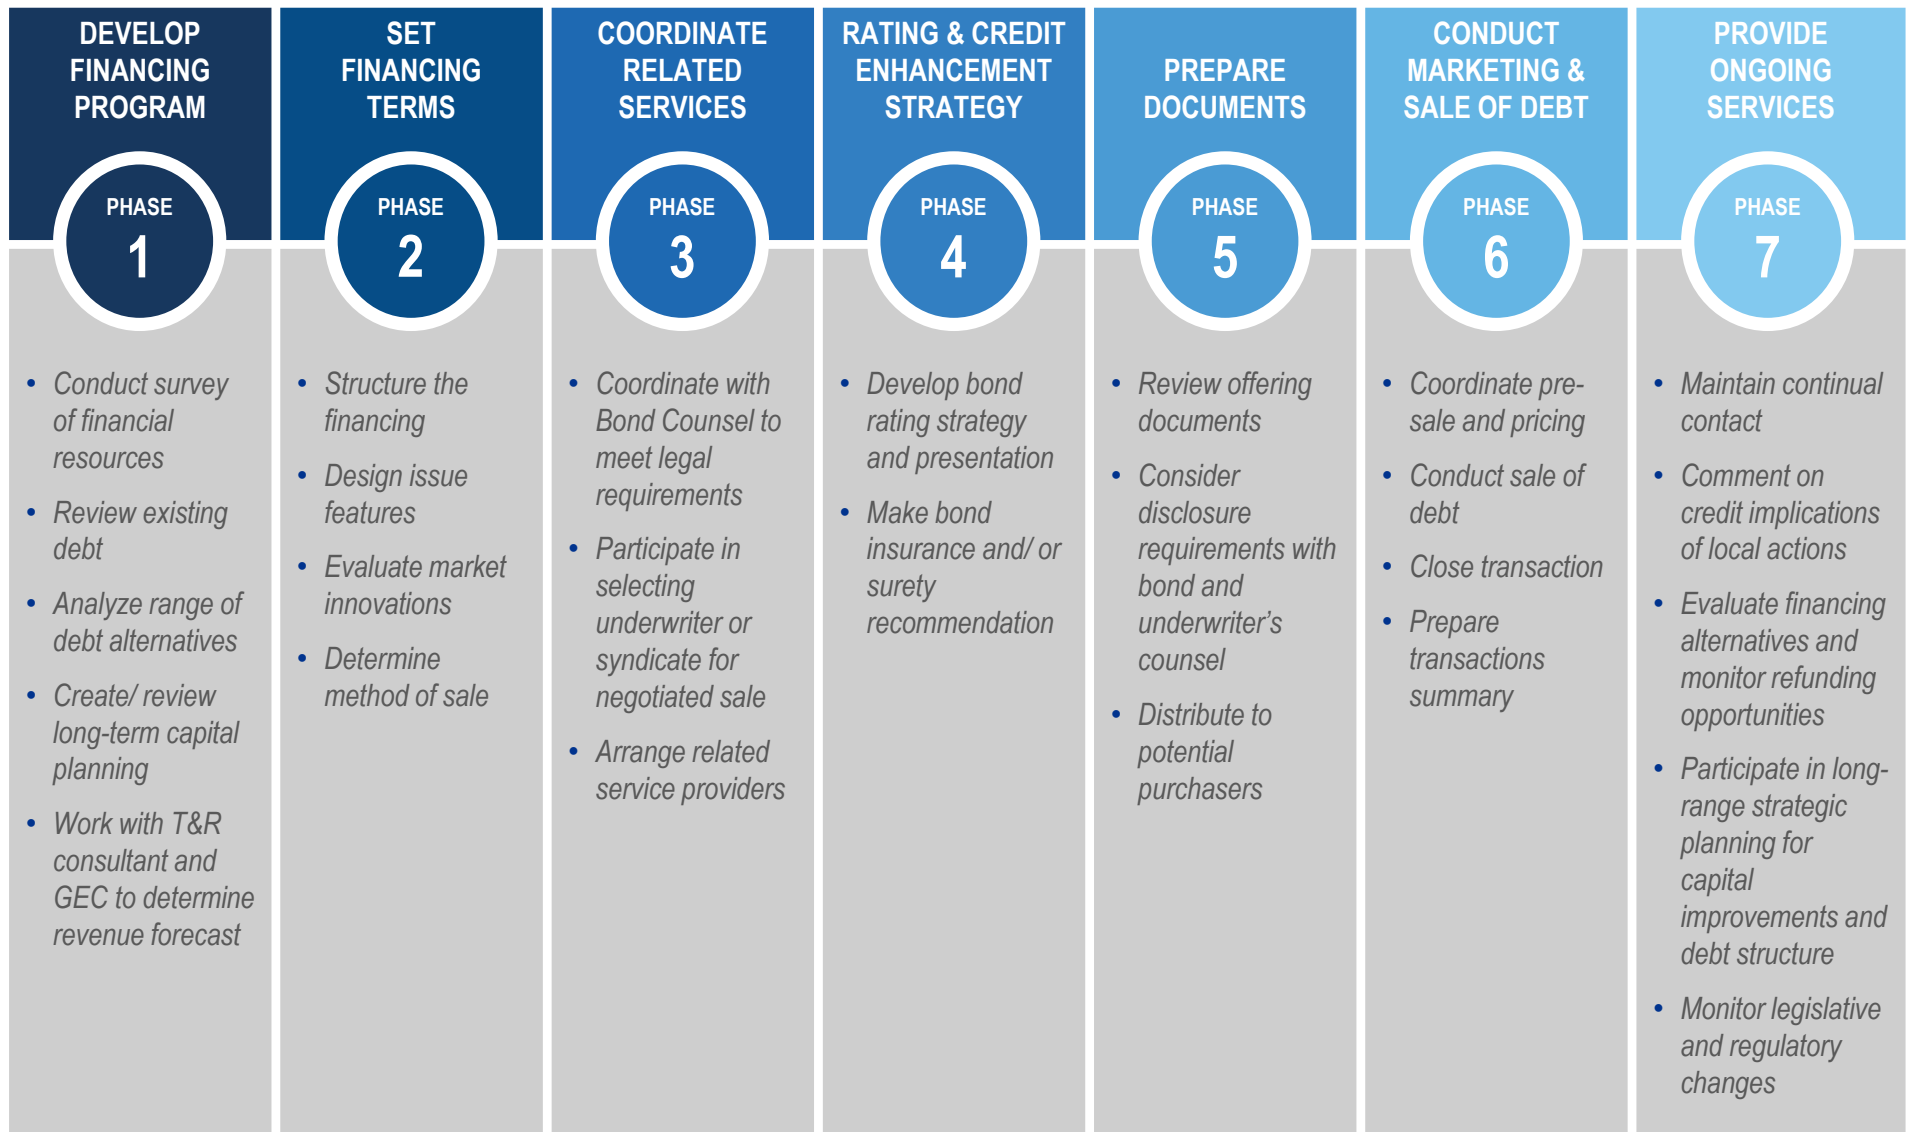 DEVELOP
FINANCING
PROGRAM
PHASE
1
• Conduct survey
of financial
resources
• Review existing
debt
• Analyze range of
debt alternatives
• Create/ review
long-term capital
planning
• Work with T&R
consultant and
GEC to determine
revenue forecast
SET
FINANCING
TERMS
PHASE
2
• Structure the
financing
• Design issue
features
• Evaluate market
innovations
• Determine
method of sale
COORDINATE
RELATED
SERVICES
PHASE
3
• Coordinate with
Bond Counsel to
meet legal
requirements
• Participate in
selecting
underwriter or
syndicate for
negotiated sale
• Arrange related
service providers
RATING & CREDIT
ENHANCEMENT
STRATEGY
PHASE
4
• Develop bond
rating strategy
and presentation
• Make bond
insurance and/ or
surety
recommendation
PREPARE
DOCUMENTS
PHASE
5
• Review offering
documents
• Consider
disclosure
requirements with
bond and
underwriter’s
counsel
• Distribute to
potential
purchasers
CONDUCT
MARKETING &
SALE OF DEBT
PHASE
6
• Coordinate pre-
sale and pricing
• Conduct sale of
debt
• Close transaction
• Prepare
transactions
summary
PROVIDE
ONGOING
SERVICES
PHASE
7
• Maintain continual
contact
• Comment on
credit implications
of local actions
• Evaluate financing
alternatives and
monitor refunding
opportunities
• Participate in long-
range strategic
planning for
capital
improvements and
debt structure
• Monitor legislative
and regulatory
changes